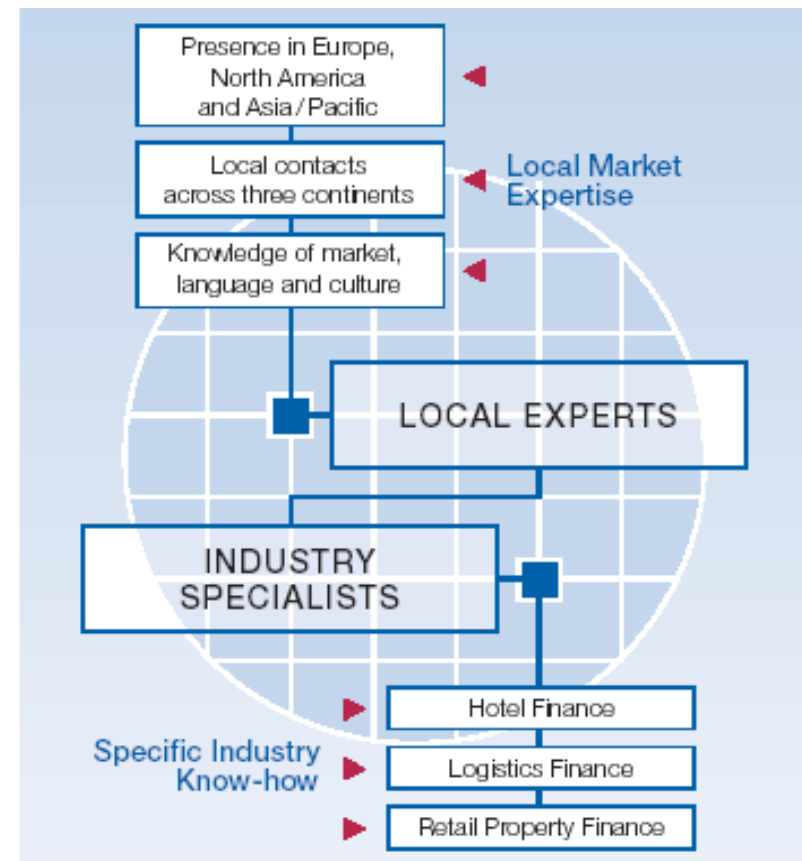 Presence in Europe,
North America
and Asia/Pacific
Local contacts
across three continents
Local Market
Expertise
Knowledge of market,
language and culture
LOCAL EXPERTS
INDUSTRY
SPECIALISTS
Hotel Finance
Specific Industry
Know-how
Logistics Finance
Retail Property Finance